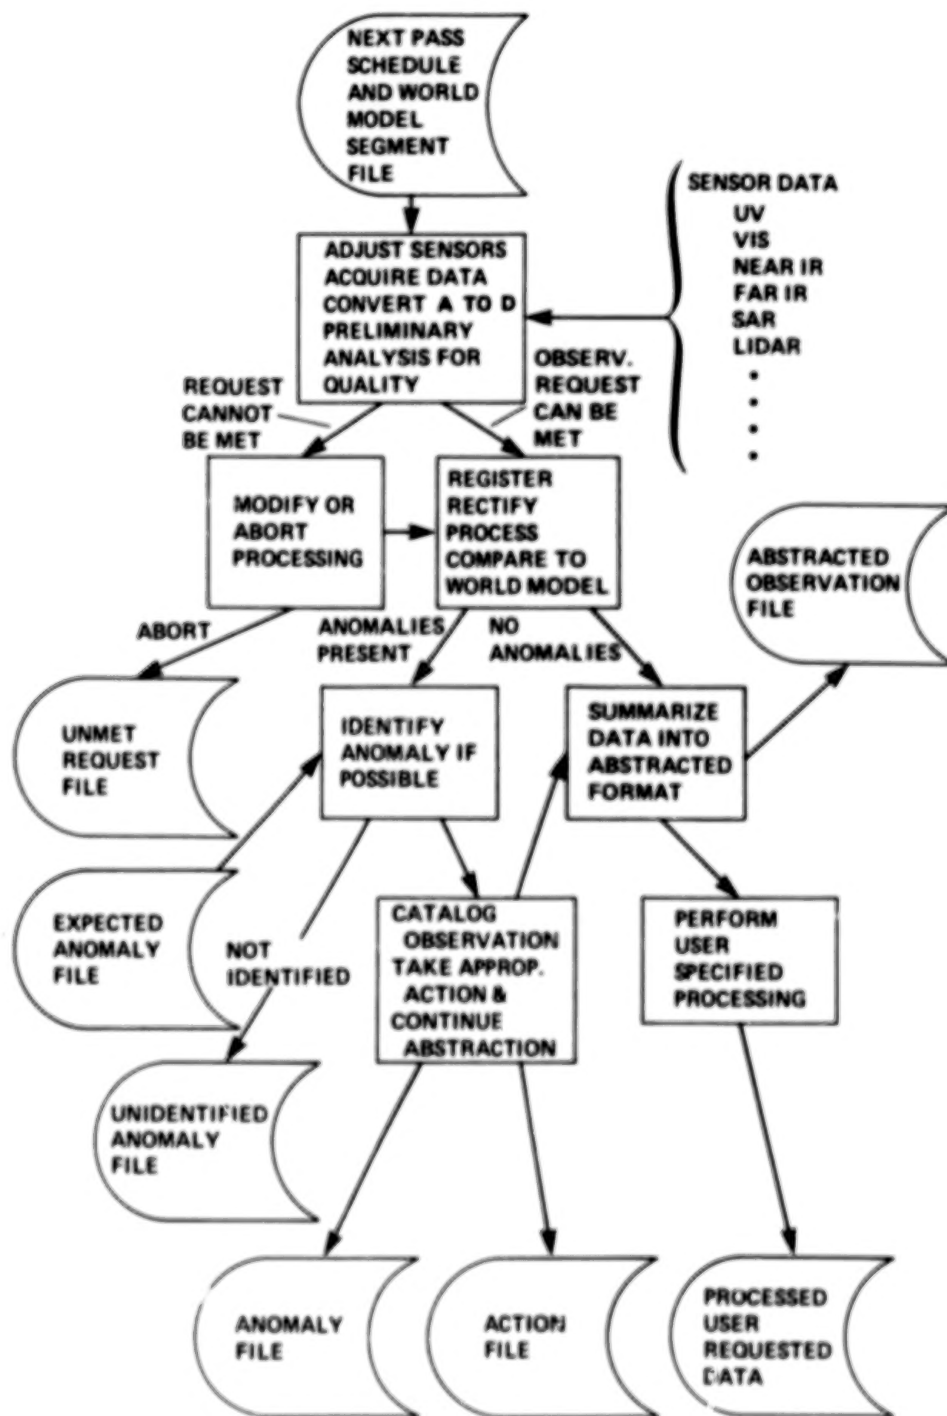 NEXT PASS
SCHEDULE
AND WORLD
MODEL
SEGMENT
FILE
SENSOR DATA
UV
VIS
NEAR IR
FAR IR
SAR
LIDAR
ADJUST SENSORS
ACQUIRE DATA
CONVERT A TO D
PRELIMINARY
ANALYSIS FOR
QUALITY
REQUEST
CANNOT
BE MET
OBSERV.
REQUEST
CAN BE
MET
MODIFY OR
ABORT
PROCESSING
REGISTER
RECTIFY
PROCESS
COMPARE TO
WORLD MODEL
ABSTRACTED
OBSERVATION
FILE
ABORT
ANOMALIES
PRESENT
NO
ANOMALIES
UNMET
REQUEST
FILE
IDENTIFY
ANOMALY IF
POSSIBLE
SUMMARIZE
DATA INTO
ABSTRACTED
FORMAT
EXPECTED
ANOMALY
FILE
NOT
IDENTIFIED
CATALOG
OBSERVATION
TAKE APPROP.
ACTION &
CONTINUE
ABSTRACTION
PERFORM
USER
SPECIFIED
PROCESSING
UNIDENTIFIED
ANOMALY
FILE
ANOMALY
FILE
ACTION
FILE
PROCESSED
USER
REQUESTED
DATA